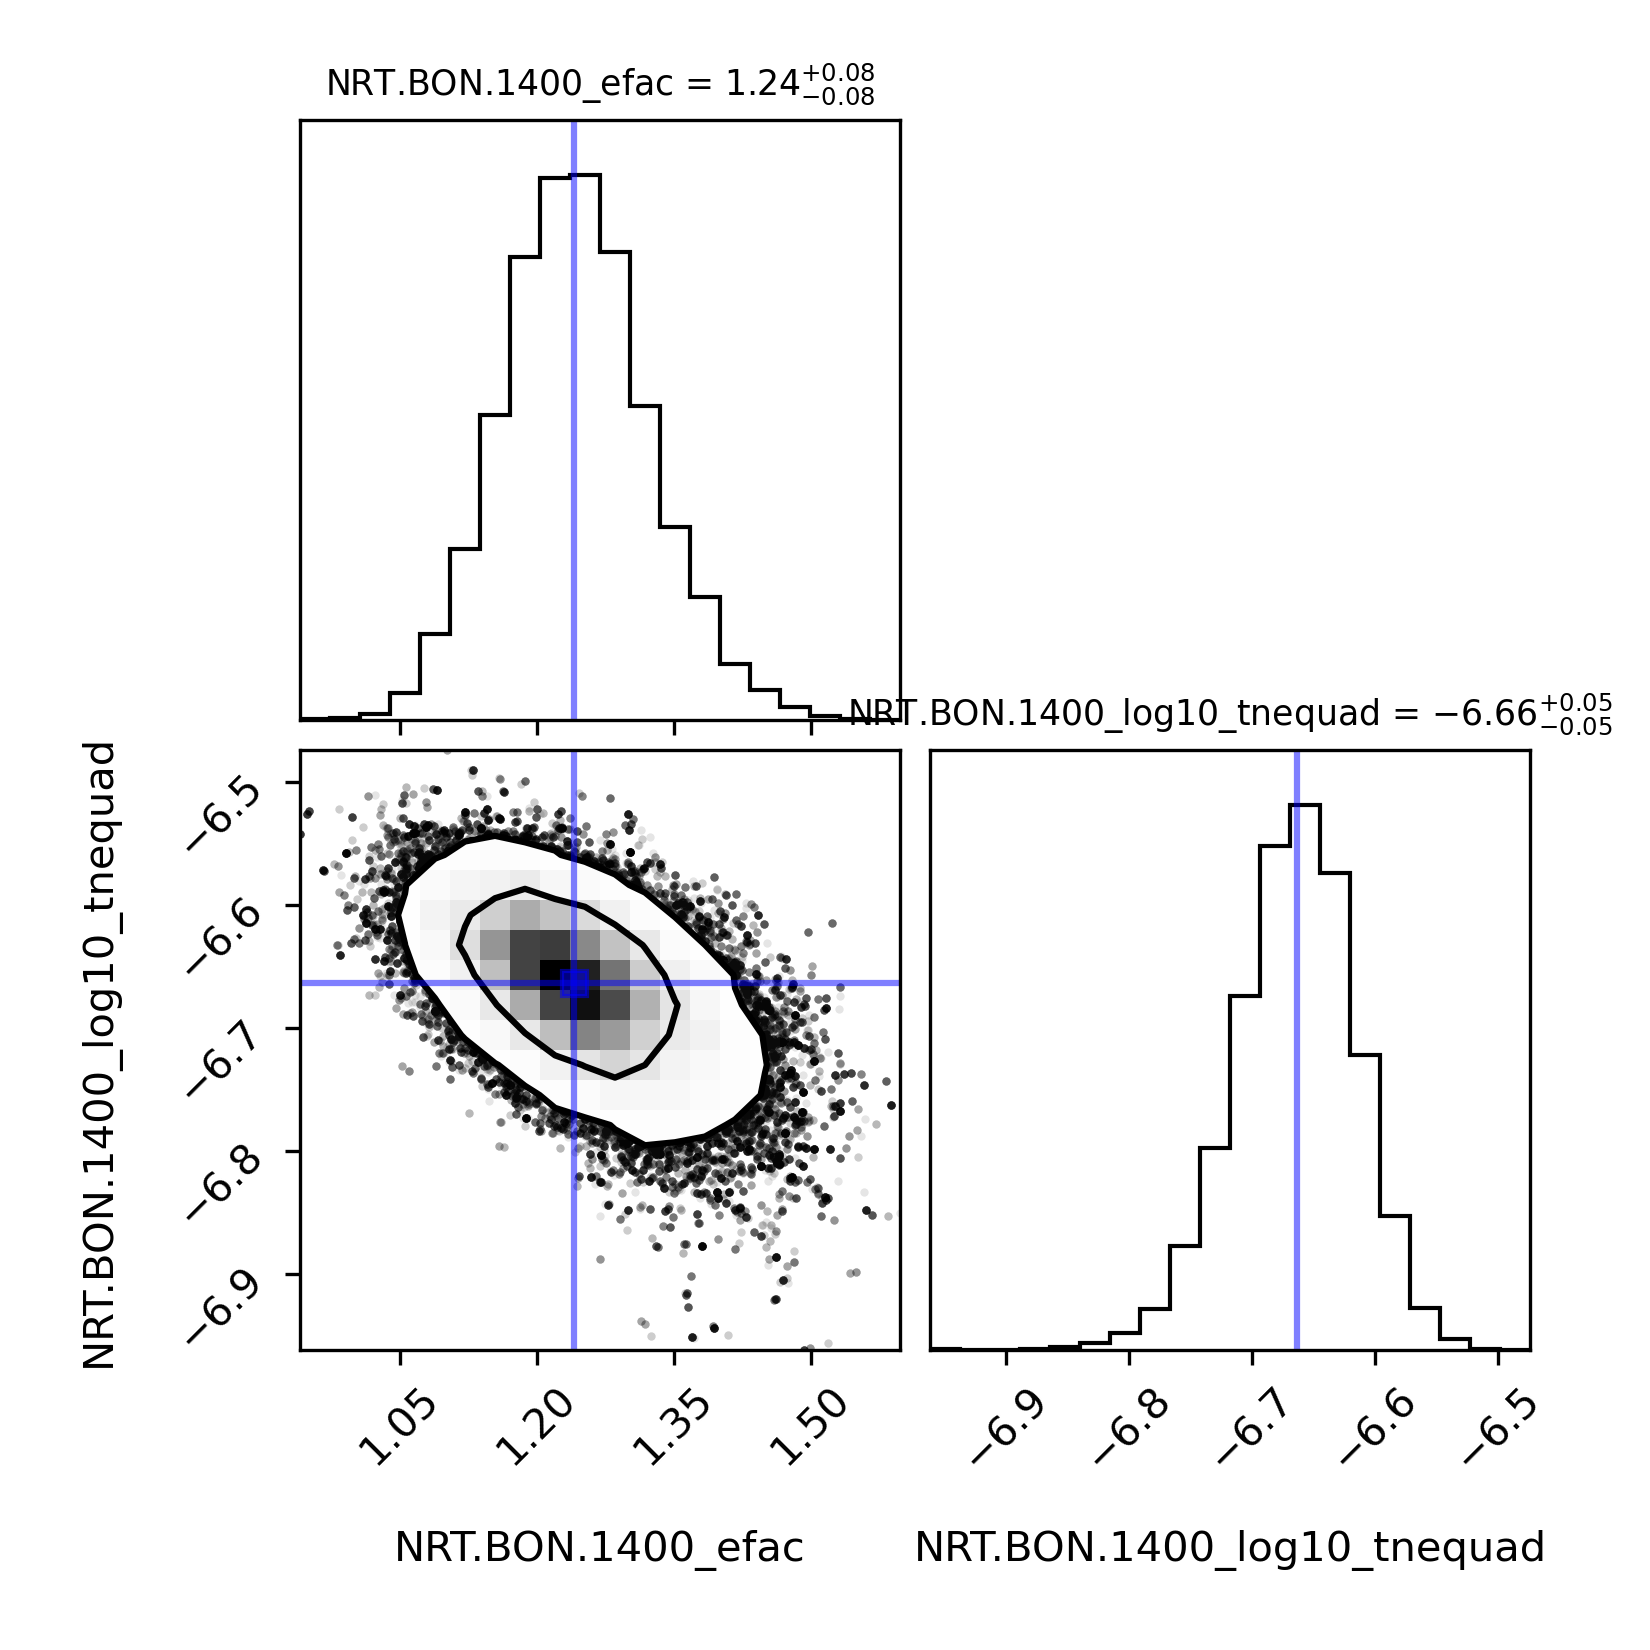 NRT.BON.1400_efac = 1.24+0.08−0.08
NRT.BON.1400_log10_tnequad = −6.66+0.05−0.05
NRT.BON.1400_log10_tnequad
−6.5
−6.6
−6.7
−6.8
−6.9
1.05 1.20 1.35 1.50
−6.9 −6.8 −6.7 −6.6 −6.5
NRT.BON.1400_efac
NRT.BON.1400_log10_tnequad